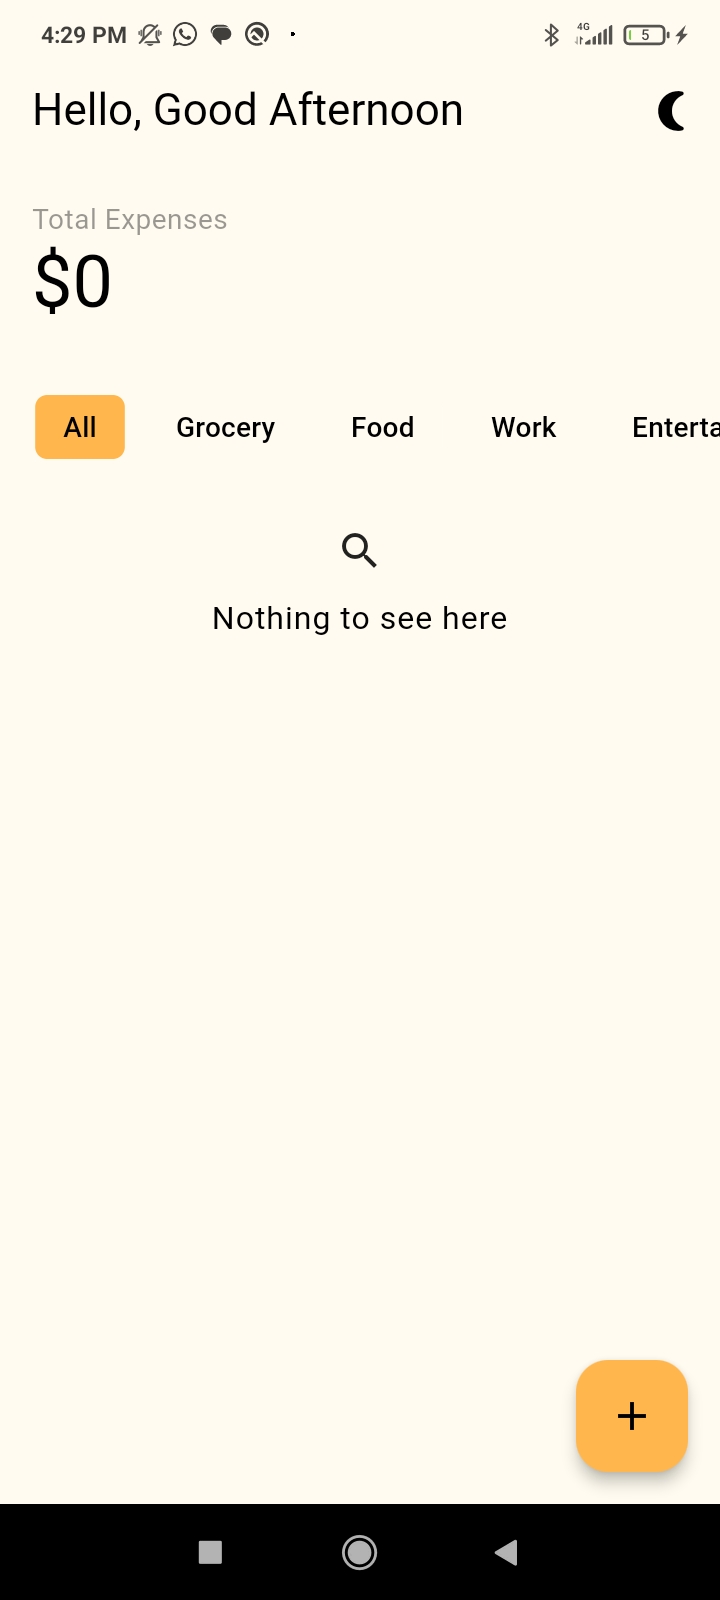 4:29 PM 4G 5
Hello, Good Afternoon
Total Expenses
$0
All Grocery Food Work Enterta
Nothing to see here
+